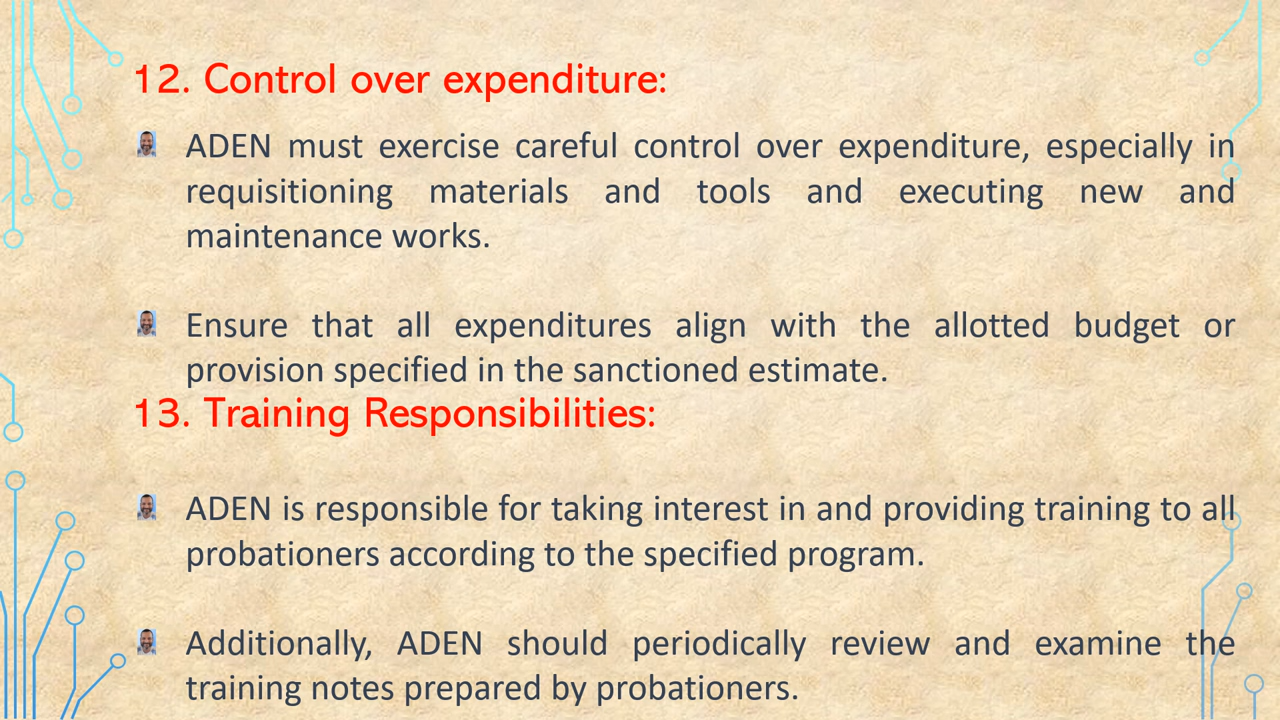 12. Control over expenditure:
ADEN must exercise careful control over expenditure, especially in
requisitioning materials and tools and executing new and
maintenance works.
Ensure that all expenditures align with the allotted budget or
provision specified in the sanctioned estimate.
13. Training Responsibilities:
ADEN is responsible for taking interest in and providing training to all
probationers according to the specified program.
Additionally, ADEN should periodically review and examine the
training notes prepared by probationers.